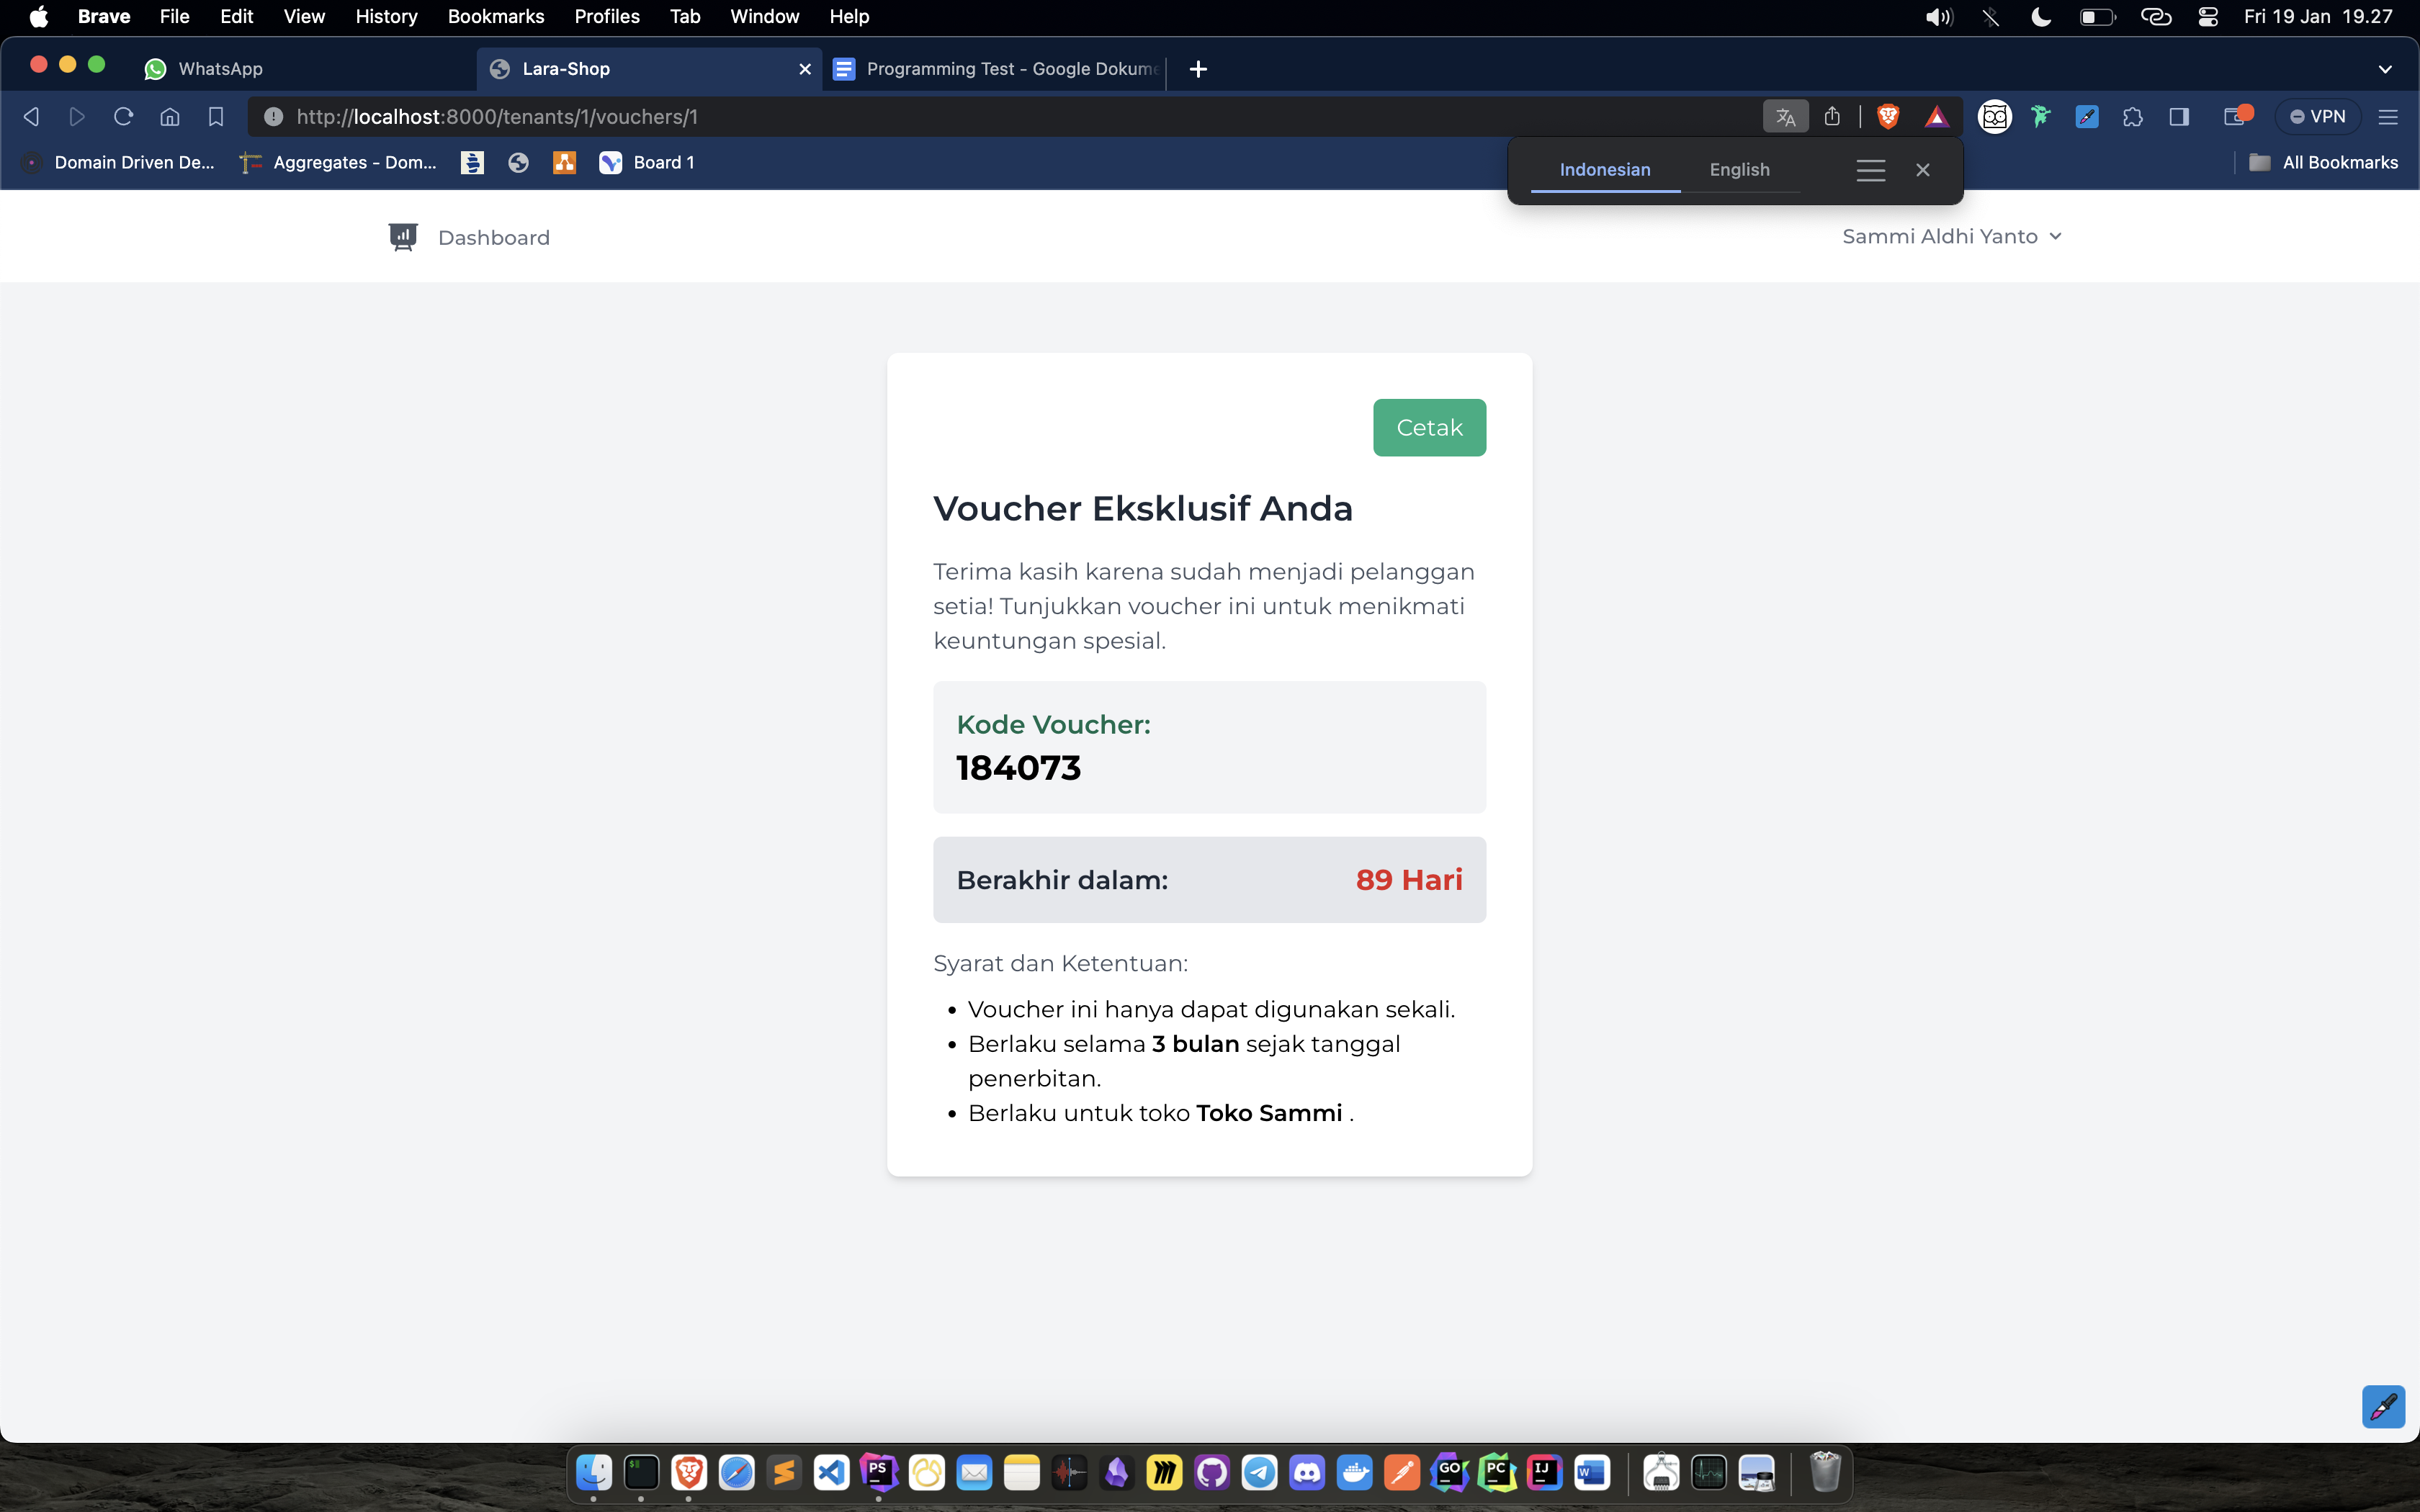 Brave File Edit View History Bookmarks Profiles Tab Window Help Fri 19 Jan 19.27
WhatsApp Lara-Shop Programming Test - Google Dokume
http://localhost:8000/tenants/1/vouchers/1 VPN
Domain Driven De... Aggregates - Dom... Board 1 All Bookmarks
Indonesian English
Dashboard Sammi Aldhi Yanto
Cetak
Voucher Eksklusif Anda
Terima kasih karena sudah menjadi pelanggan
setia! Tunjukkan voucher ini untuk menikmati
keuntungan spesial.
Kode Voucher:
184073
Berakhir dalam: 89 Hari
Syarat dan Ketentuan:
• Voucher ini hanya dapat digunakan sekali.
• Berlaku selama 3 bulan sejak tanggal
penerbitan.
• Berlaku untuk toko Toko Sammi .
$ PS GO PC IJ W